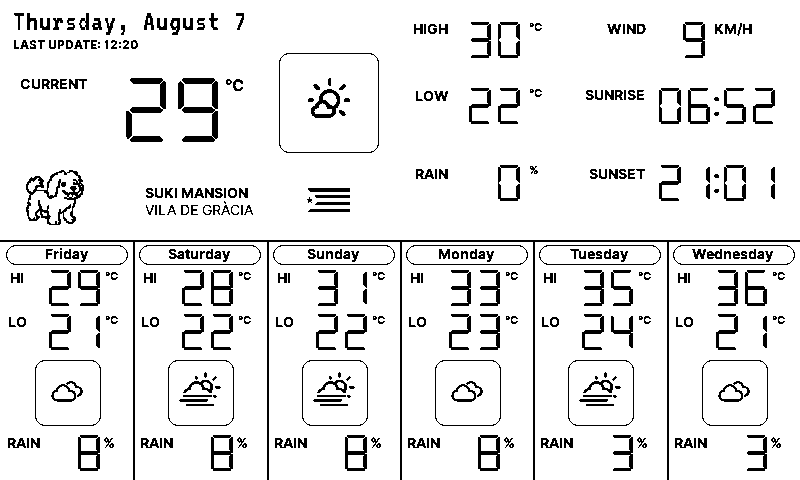 Thursday, August 7
LAST UPDATE: 12:20
CURRENT 29 °C
HIGH 30 °C
LOW 22 °C
RAIN 0 %
WIND 9 KM/H
SUNRISE 06:52
SUNSET 21:01
SUKI MANSION
VILA DE GRÀCIA
Friday
HI 29 °C
LO 21 °C
RAIN 8 %
Saturday
HI 28 °C
LO 22 °C
RAIN 8 %
Sunday
HI 31 °C
LO 22 °C
RAIN 8 %
Monday
HI 33 °C
LO 23 °C
RAIN 8 %
Tuesday
HI 35 °C
LO 24 °C
RAIN 3 %
Wednesday
HI 36 °C
LO 21 °C
RAIN 3 %